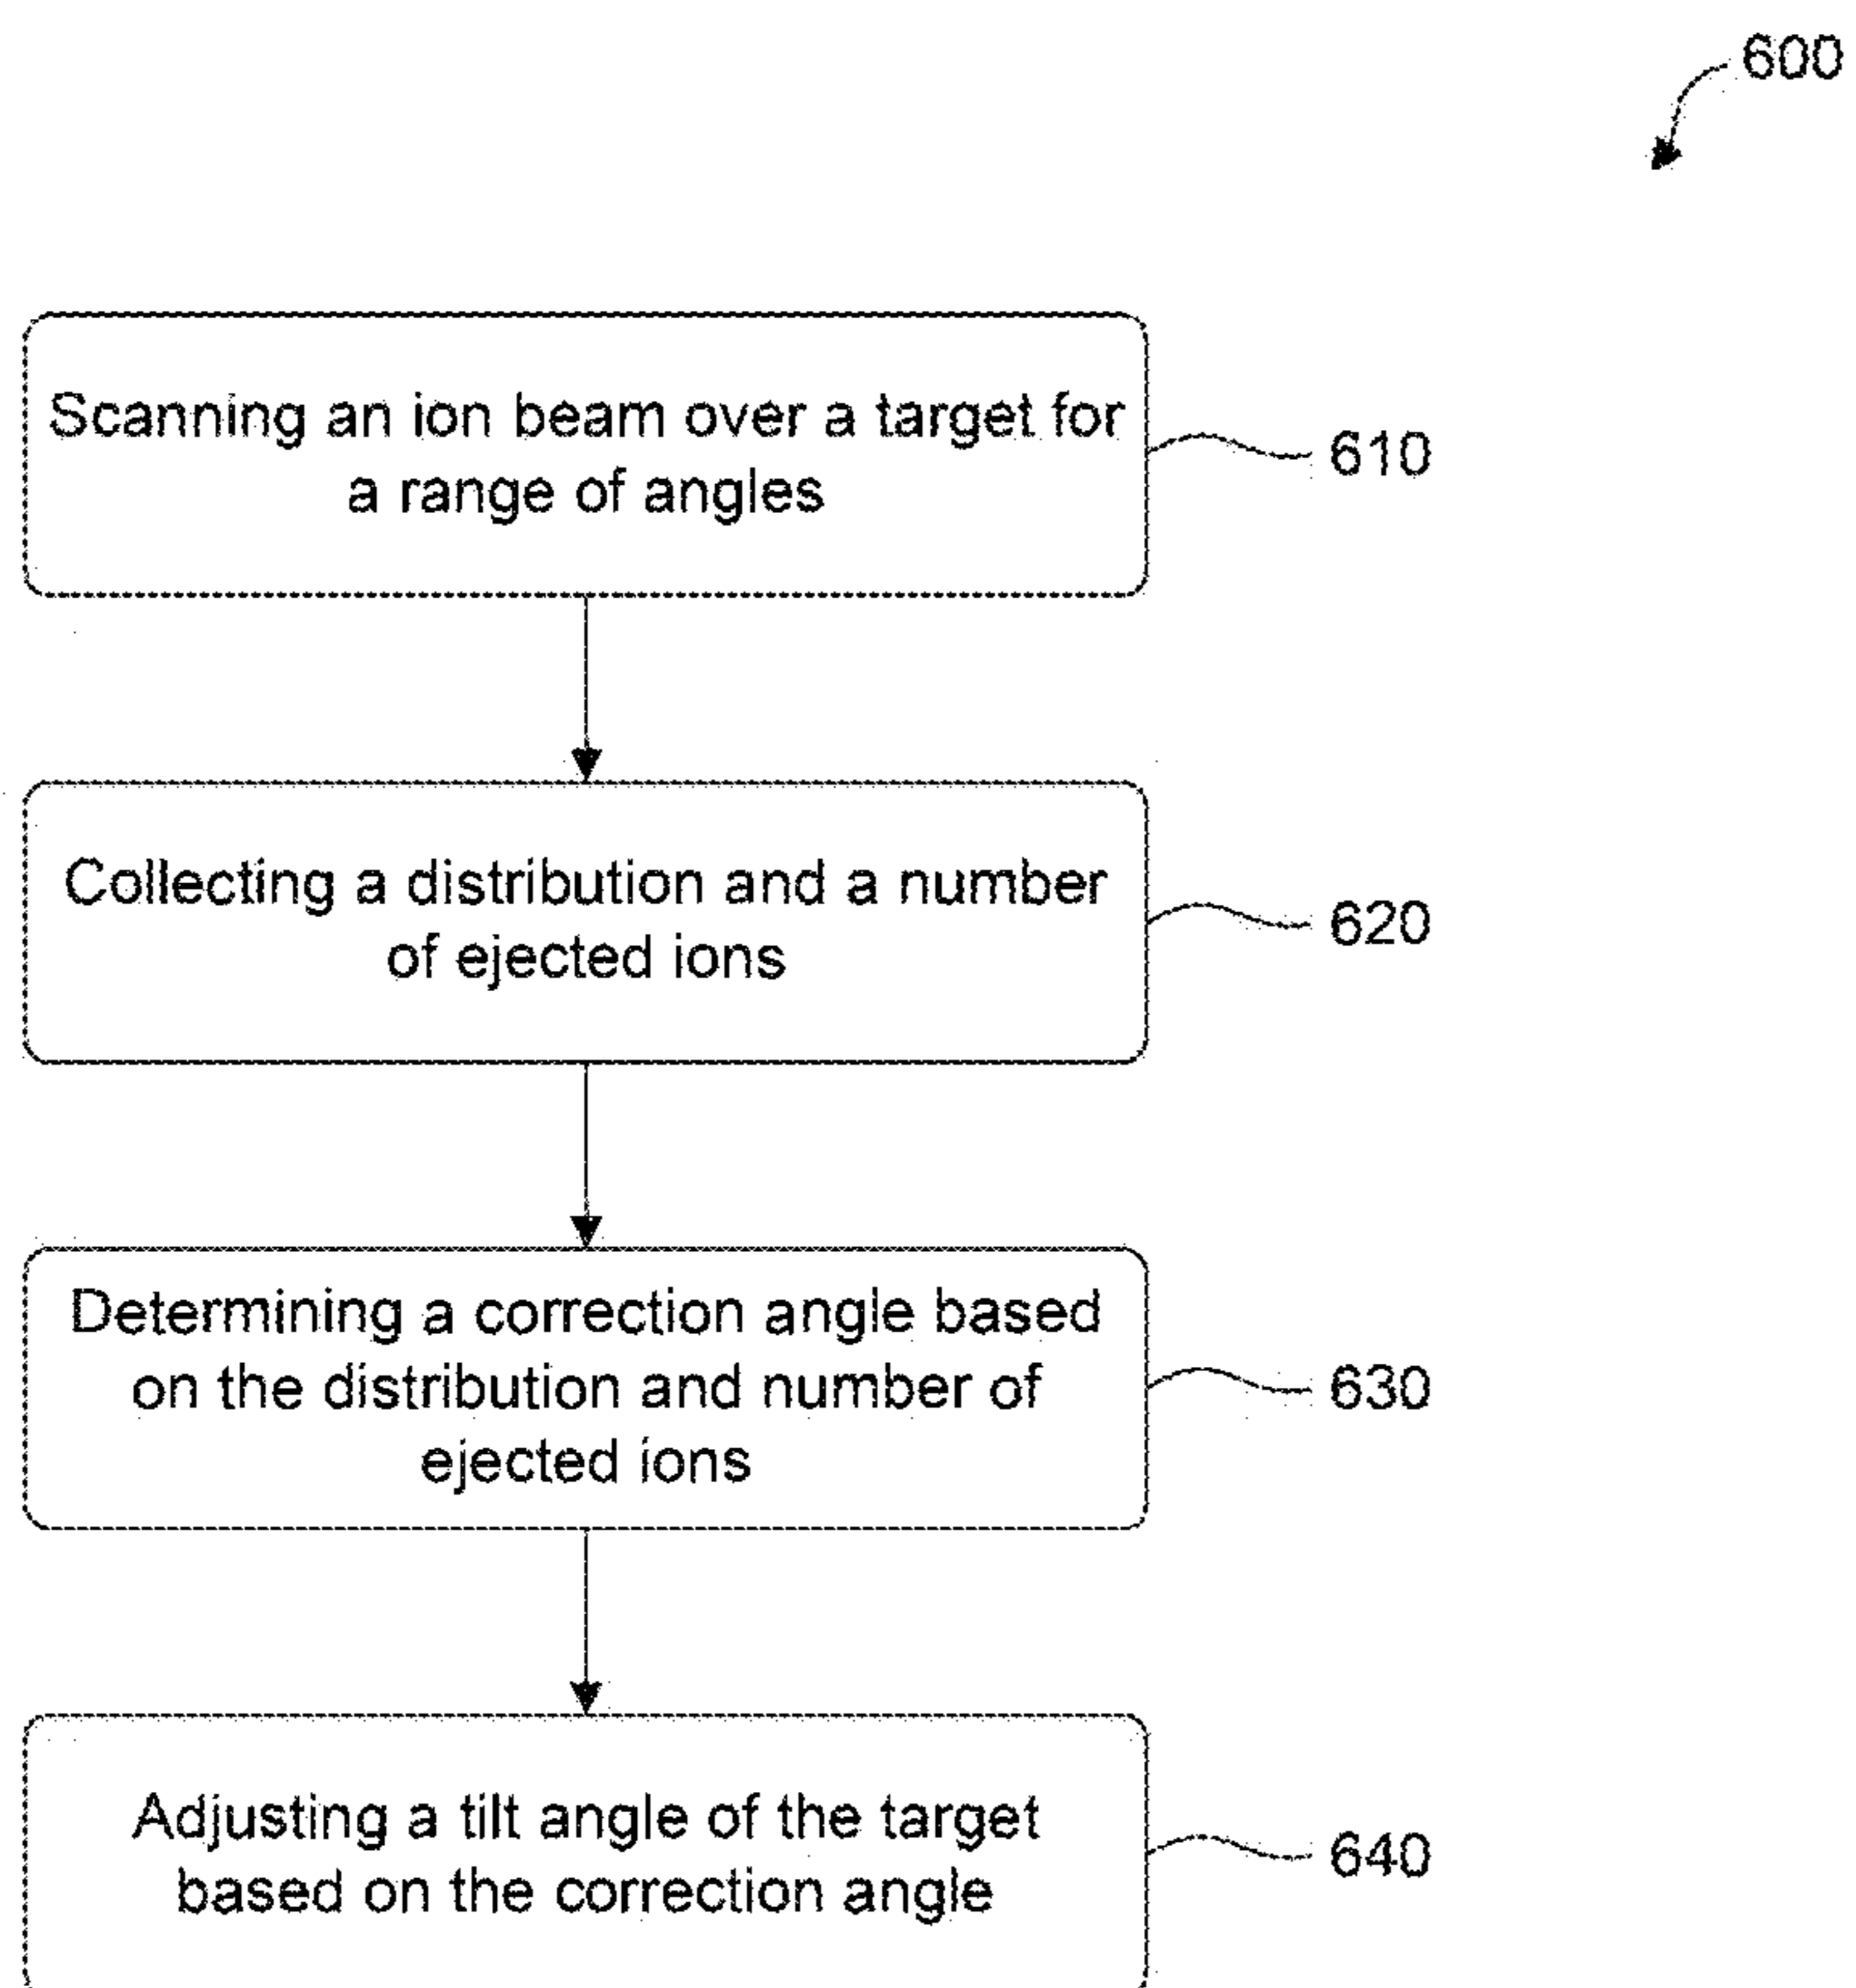 600
Scanning an ion beam over a target for
a range of angles
610
Collecting a distribution and a number
of ejected ions
620
Determining a correction angle based
on the distribution and number of
ejected ions
630
Adjusting a tilt angle of the target
based on the correction angle
640